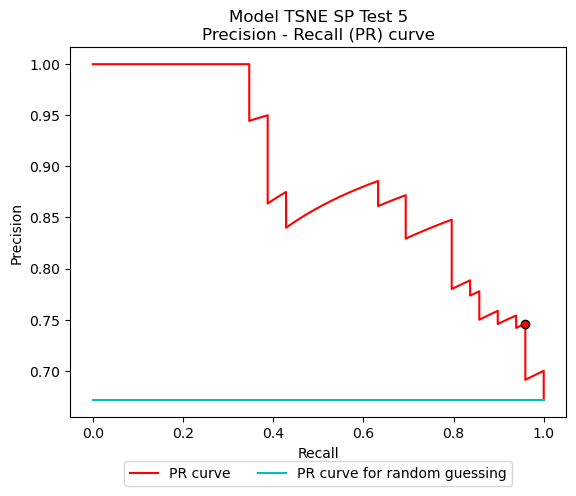 Model TSNE SP Test 5
Precision - Recall (PR) curve
1.00
0.95
0.90
0.85
0.80
0.75
0.70
Precision
0.0 0.2 0.4 0.6 0.8 1.0
Recall
PR curve PR curve for random guessing